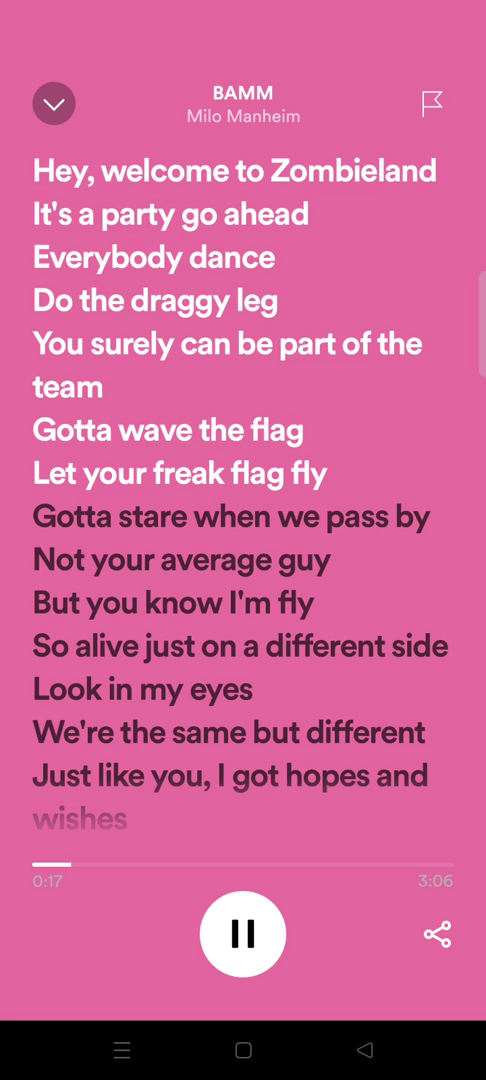 BAMM
Milo Manheim
Hey, welcome to Zombieland
It's a party go ahead
Everybody dance
Do the draggy leg
You surely can be part of the
team
Gotta wave the flag
Let your freak flag fly
Gotta stare when we pass by
Not your average guy
But you know I'm fly
So alive just on a different side
Look in my eyes
We're the same but different
Just like you, I got hopes and
wishes
0:17
3:06